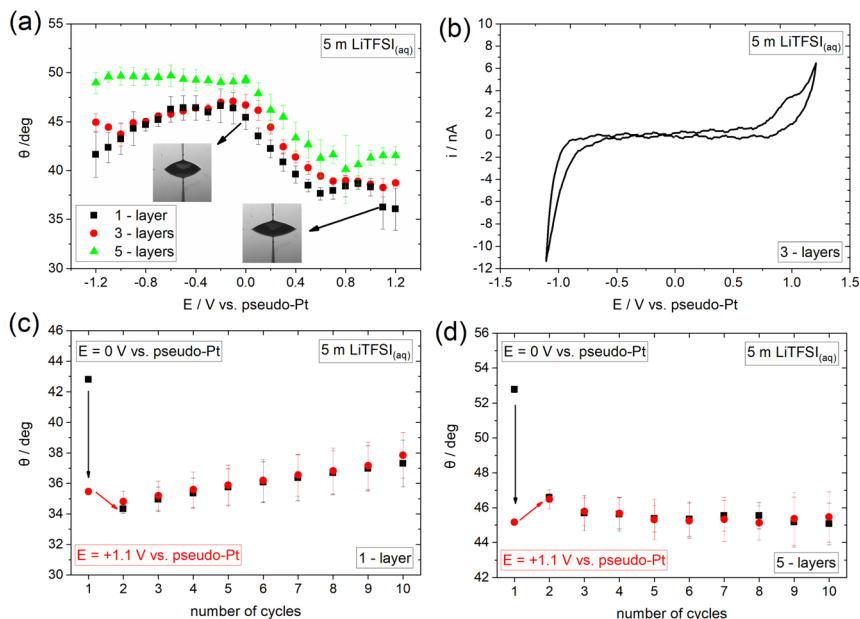 (a)
5 m LiTFSI(aq)
θ /deg
60
55
50
45
40
35
30
1 - layer
3 - layers
5 - layers
-1.2 -0.8 -0.4 0.0 0.4 0.8 1.2
E / V vs. pseudo-Pt
(b)
5 m LiTFSI(aq)
i / nA
10
8
6
4
2
0
-2
-4
-6
-8
-10
-12
3 - layers
-1.5 -1.0 -0.5 0.0 0.5 1.0 1.5
E / V vs. pseudo-Pt
(c)
E = 0 V vs. pseudo-Pt
5 m LiTFSI(aq)
θ / deg
46
44
42
40
38
36
34
32
30
E = +1.1 V vs. pseudo-Pt
1 - layer
1 2 3 4 5 6 7 8 9 10
number of cycles
(d)
E = 0 V vs. pseudo-Pt
5 m LiTFSI(aq)
θ / deg
56
54
52
50
48
46
44
42
E = +1.1 V vs. pseudo-Pt
5 - layers
1 2 3 4 5 6 7 8 9 10
number of cycles